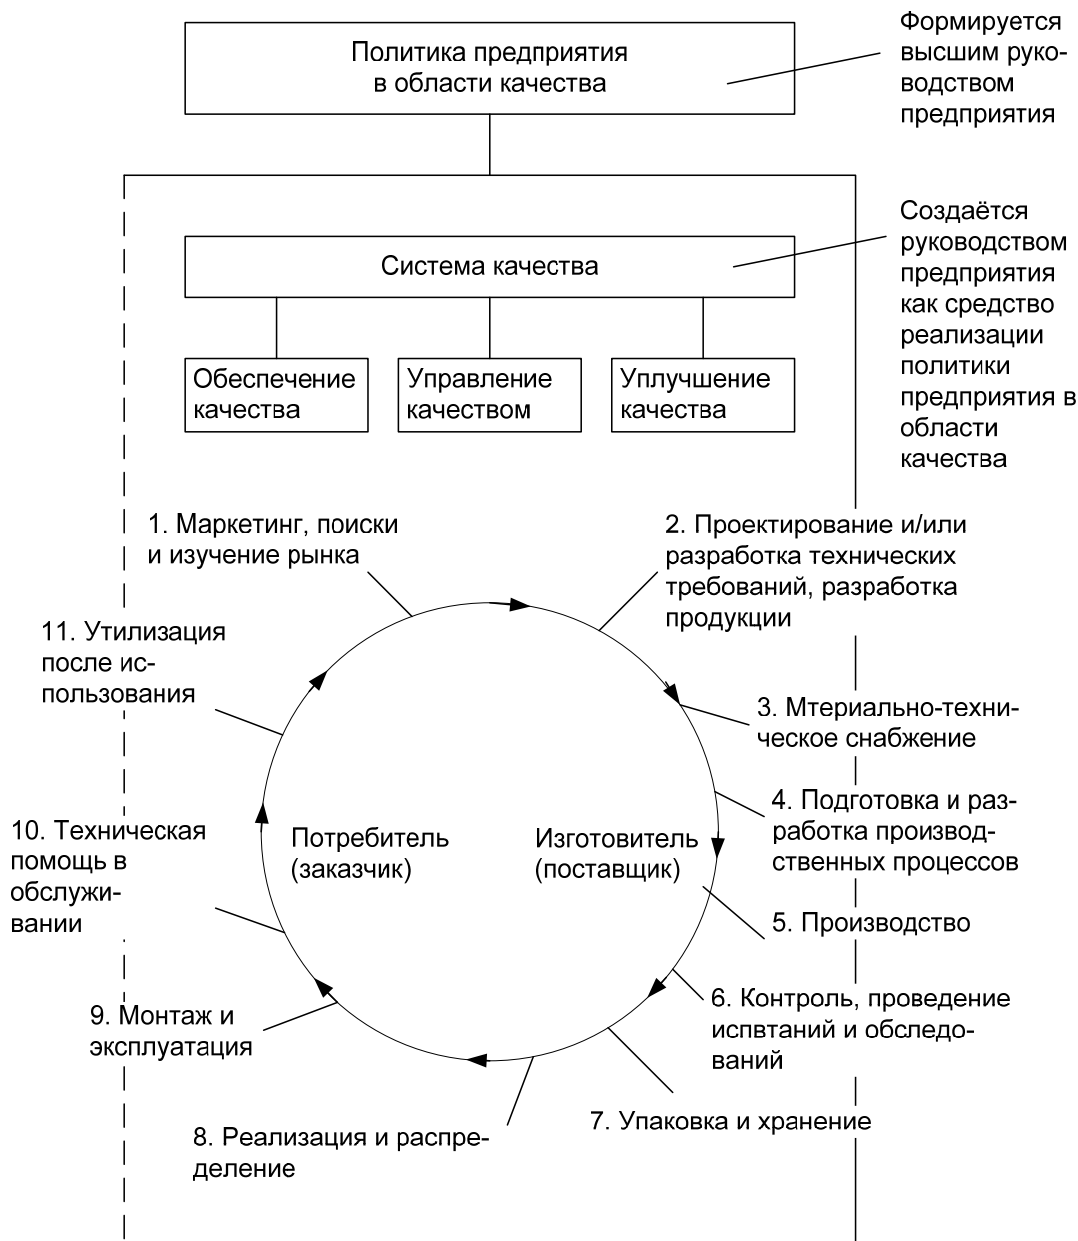 Политика предприятия
в области качества
Формируется
высшим руко-
водством
предприятия
Система качества
Создаётся
руководством
предприятия
как средство
реализации
политики
предприятия в
области
качества
Обеспечение
качества
Управление
качеством
Уплучшение
качества
1. Маркетинг, поиски
и изучение рынка
2. Проектирование и/или
разработка технических
требований, разработка
продукции
3. Мтериально-техни-
ческое снабжение
4. Подготовка и раз-
работка производ-
ственных процессов
5. Производство
6. Контроль, проведение
испвтаний и обследо-
ваний
7. Упаковка и хранение
8. Реализация и распре-
деление
9. Монтаж и
эксплуатация
10. Техническая
помощь в
обслужи-
вании
11. Утилизация
после ис-
пользования
Потребитель
(заказчик)
Изготовитель
(поставщик)